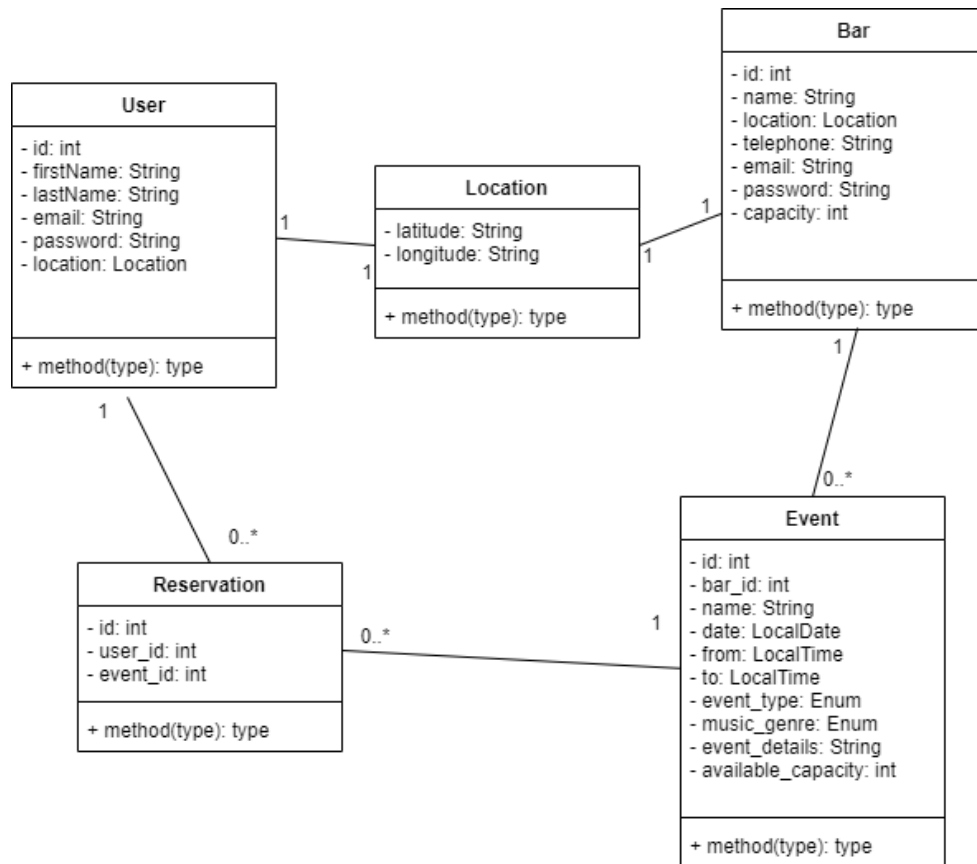 User
- id: int
- firstName: String
- lastName: String
- email: String
- password: String
- location: Location
+ method(type): type
1
1
Location
- latitude: String
- longitude: String
+ method(type): type
1
1
Bar
- id: int
- name: String
- location: Location
- telephone: String
- email: String
- password: String
- capacity: int
+ method(type): type
1
0..*
1
0..*
Reservation
- id: int
- user_id: int
- event_id: int
+ method(type): type
0..*
1
Event
- id: int
- bar_id: int
- name: String
- date: LocalDate
- from: LocalTime
- to: LocalTime
- event_type: Enum
- music_genre: Enum
- event_details: String
- available_capacity: int
+ method(type): type